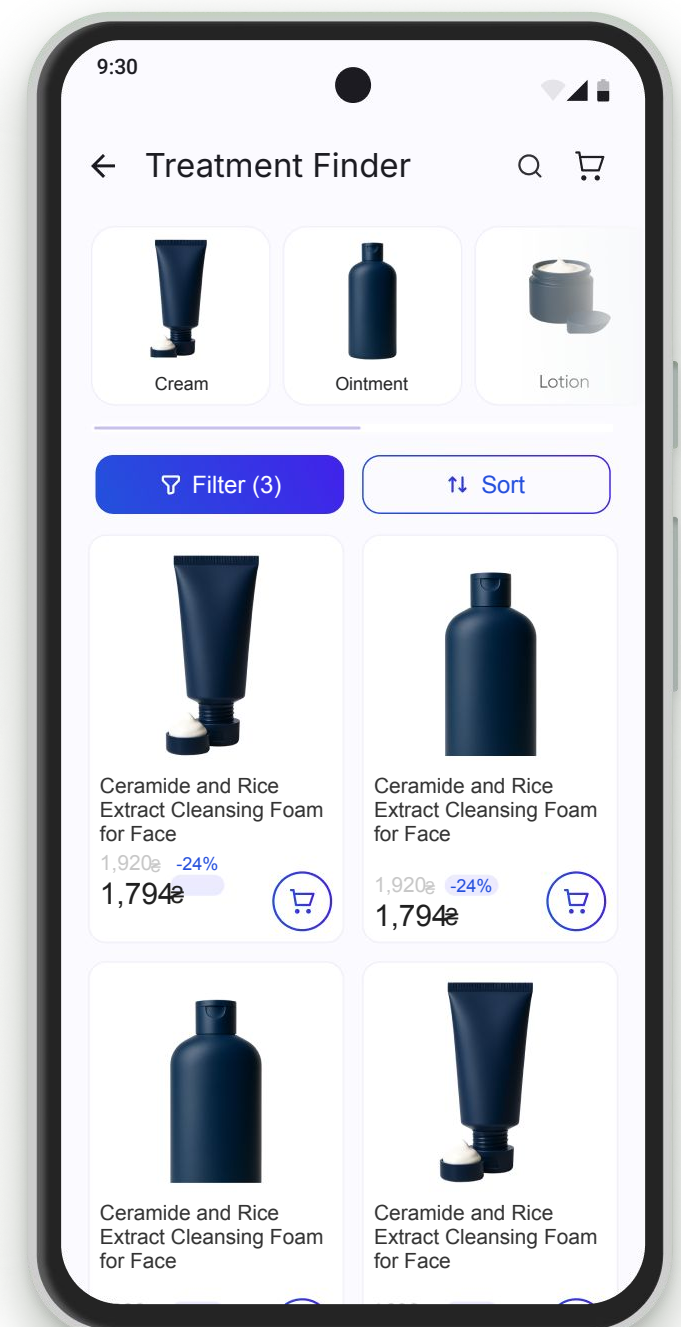 9:30
Treatment Finder
Cream
Ointment
Lotion
Filter (3)
Sort
Ceramide and Rice
Extract Cleansing Foam
for Face
1,920₴ -24%
1,794₴
Ceramide and Rice
Extract Cleansing Foam
for Face
1,920₴ -24%
1,794₴
Ceramide and Rice
Extract Cleansing Foam
for Face
Ceramide and Rice
Extract Cleansing Foam
for Face